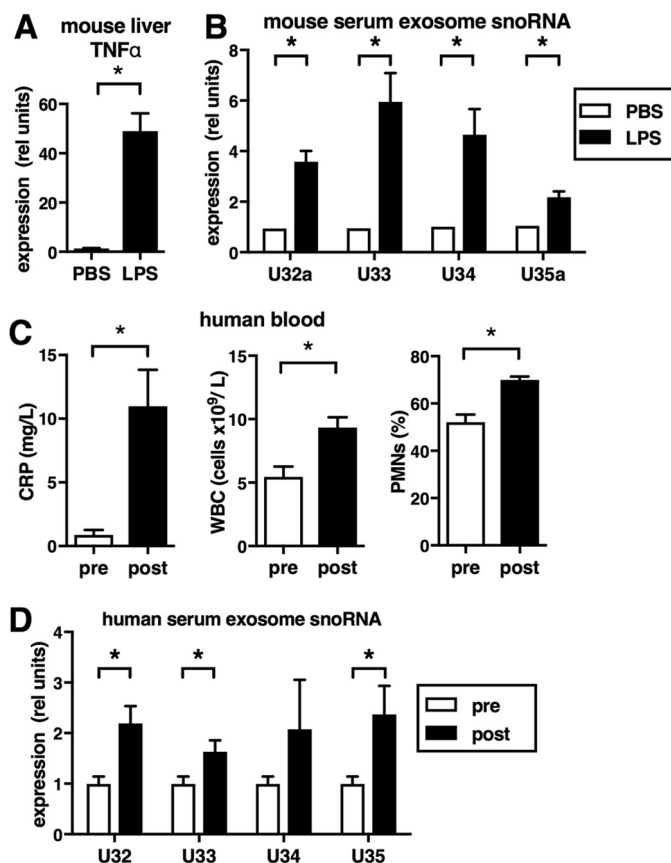 A
mouse liver
TNFα
*
expression (rel units)
60
40
20
0
PBS LPS
B
mouse serum exosome snoRNA
* * * *
expression (rel units)
8
6
4
2
0
U32a U33 U34 U35a
PBS
LPS
C
human blood
*
CRP (mg/L)
15
10
5
0
pre post
*
WBC (cells x10⁹/ L)
15
10
5
0
pre post
*
PMNs (%)
80
60
40
20
0
pre post
D
human serum exosome snoRNA
* * *
expression (rel units)
4
3
2
1
0
U32 U33 U34 U35
pre
post